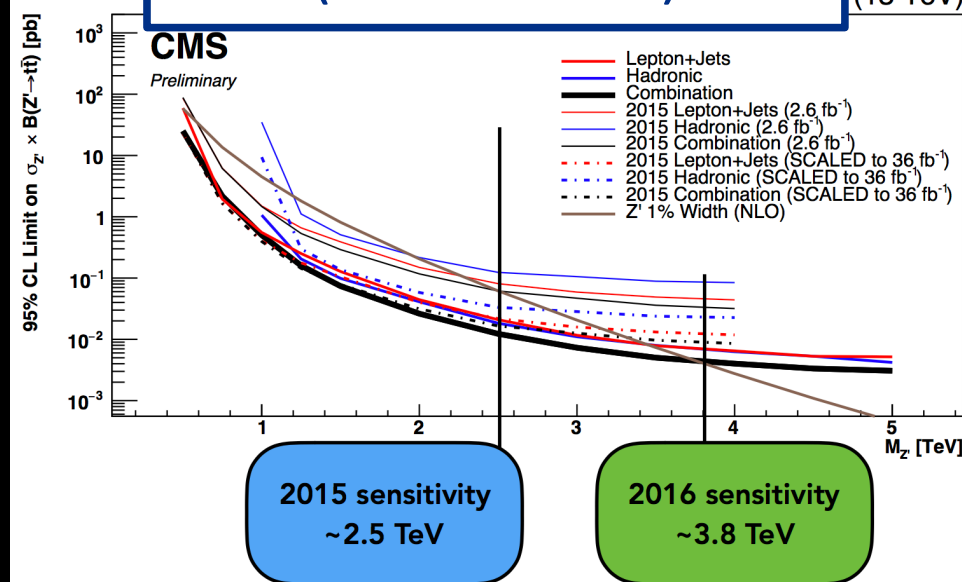 (13 TeV)
CMS
Preliminary
95% CL Limit on σ_Z' × B(Z'→tt̄) [pb]
10³
10²
10
1
10⁻¹
10⁻²
10⁻³
Lepton+Jets
Hadronic
Combination
2015 Lepton+Jets (2.6 fb⁻¹)
2015 Hadronic (2.6 fb⁻¹)
2015 Combination (2.6 fb⁻¹)
2015 Lepton+Jets (SCALED to 36 fb⁻¹)
2015 Hadronic (SCALED to 36 fb⁻¹)
2015 Combination (SCALED to 36 fb⁻¹)
Z' 1% Width (NLO)
1 2 3 4 5
M_Z' [TeV]
2015 sensitivity
~2.5 TeV
2016 sensitivity
~3.8 TeV